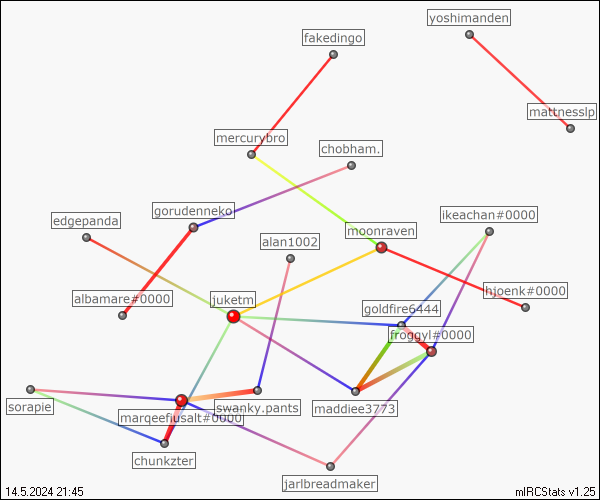 yoshimanden
fakedingo
mattnesslp
mercurybro
chobham.
gorudenneko
ikeachan#0000
edgepanda
moonraven
alan1002
albamare#0000
juketm
hjoenk#0000
goldfire6444
froggyl#0000
sorapie
swanky.pants
maddiee3773
marqeefjusalt#0000
chunkzter
jarlbreadmaker
14.5.2024 21:45
mIRCStats v1.25